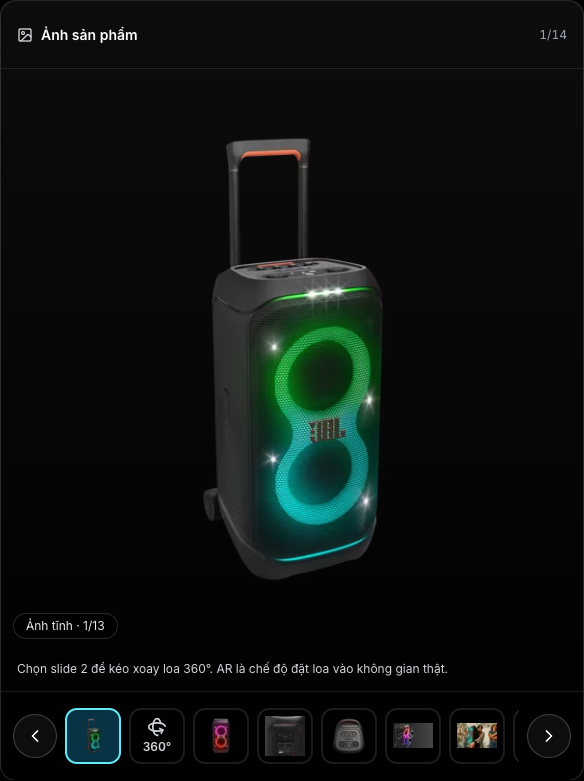 Ảnh sản phẩm
1/14
JBL
Ảnh tĩnh · 1/13
Chọn slide 2 để kéo xoay loa 360°. AR là chế độ đặt loa vào không gian thật.
360°